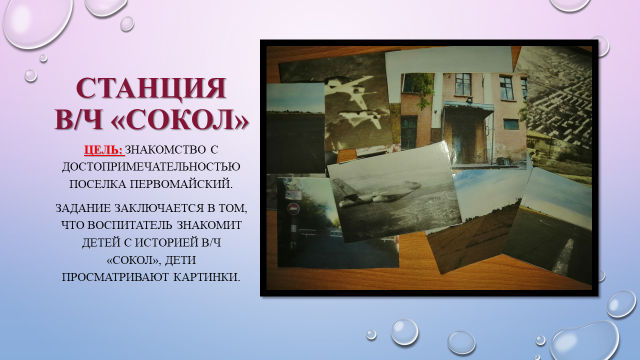 СТАНЦИЯ
В/Ч «СОКОЛ»
ЦЕЛЬ: ЗНАКОМСТВО С
ДОСТОПРИМЕЧАТЕЛЬНОСТЬЮ
ПОСЕЛКА ПЕРВОМАЙСКИЙ.
ЗАДАНИЕ ЗАКЛЮЧАЕТСЯ В ТОМ,
ЧТО ВОСПИТАТЕЛЬ ЗНАКОМИТ
ДЕТЕЙ С ИСТОРИЕЙ В/Ч
«СОКОЛ», ДЕТИ
ПРОСМАТРИВАЮТ КАРТИНКИ.